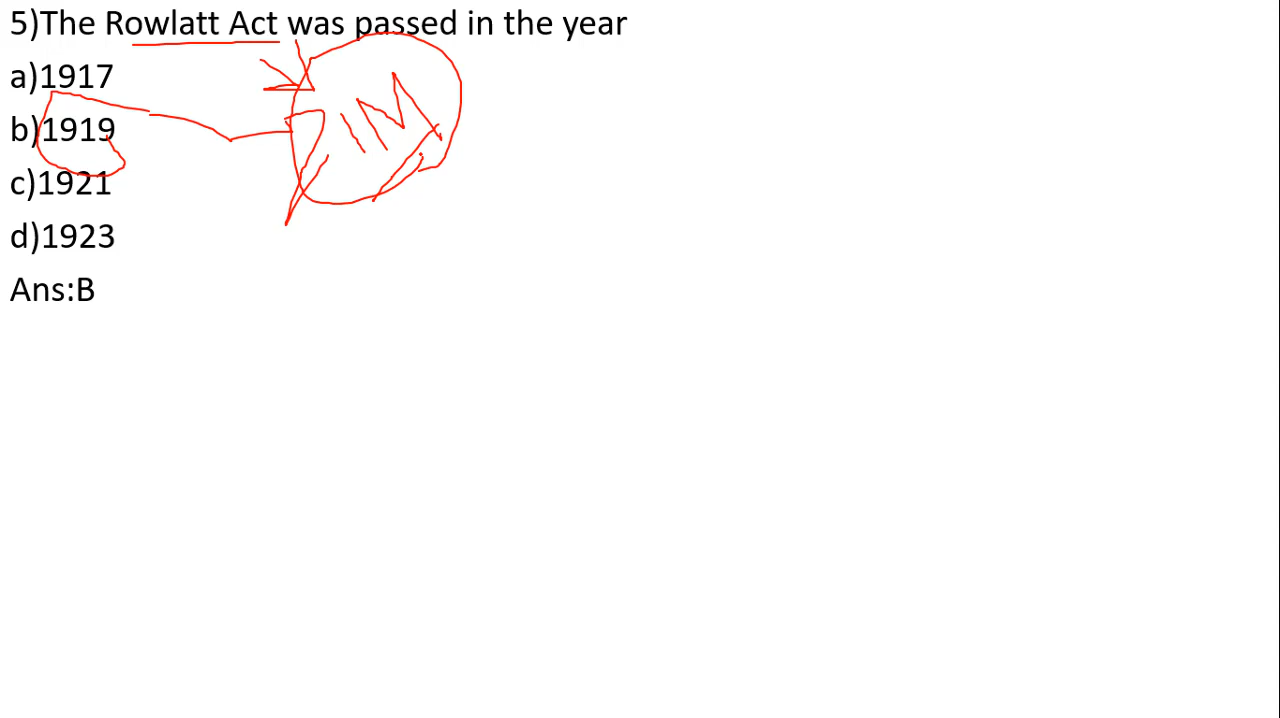 5)The Rowlatt Act was passed in the year
a)1917
b)1919
c)1921
d)1923
Ans:B